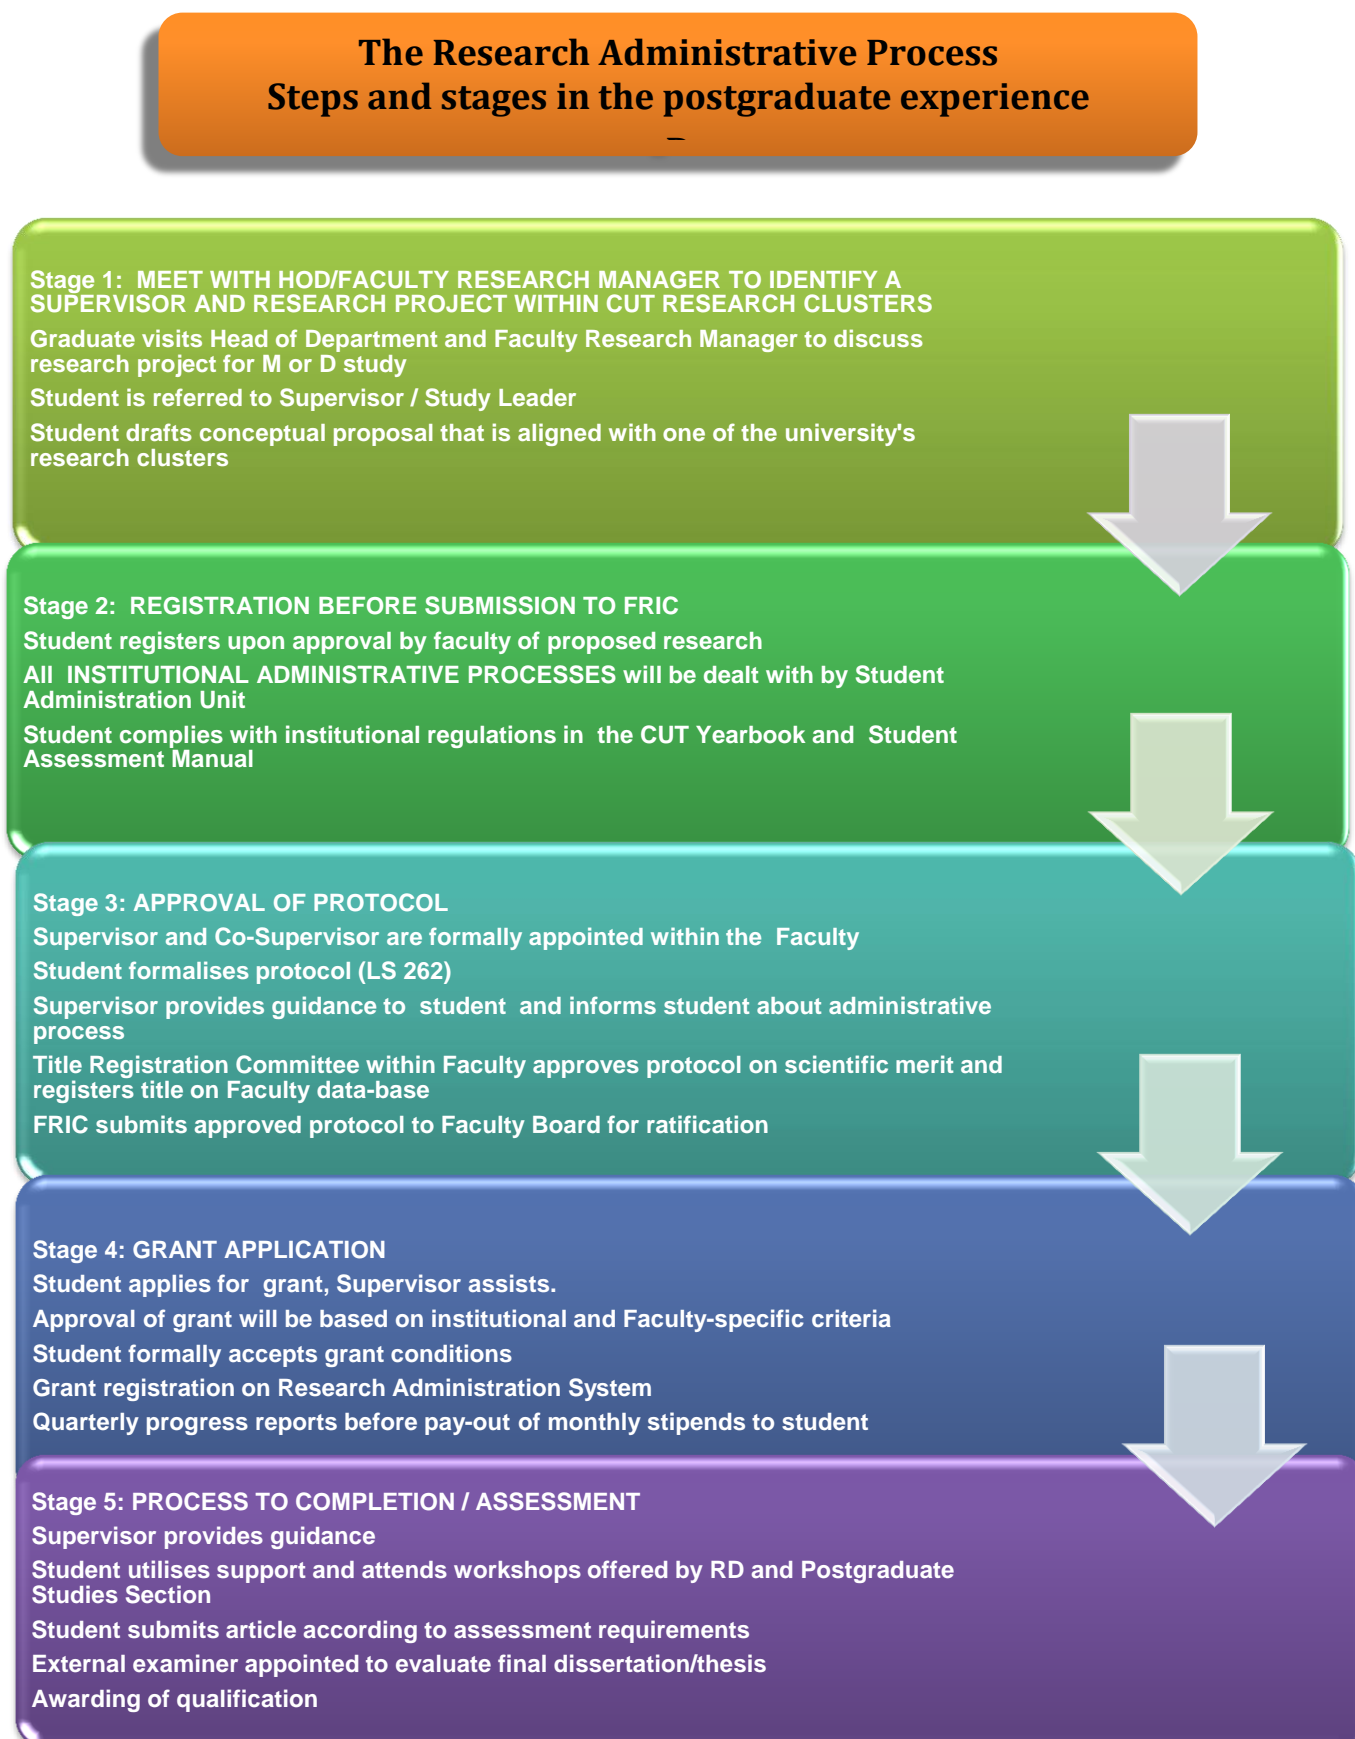 The Research Administrative Process
Steps and stages in the postgraduate experience
Stage 1:  MEET WITH HOD/FACULTY RESEARCH MANAGER TO IDENTIFY A
SUPERVISOR AND RESEARCH PROJECT WITHIN CUT RESEARCH CLUSTERS
Graduate visits Head of Department and Faculty Research Manager to discuss
research project for M or D study
Student is referred to Supervisor / Study Leader
Student drafts conceptual proposal that is aligned with one of the university's
research clusters
Stage 2:  REGISTRATION BEFORE SUBMISSION TO FRIC
Student registers upon approval by faculty of proposed research
All  INSTITUTIONAL ADMINISTRATIVE PROCESSES will be dealt with by Student
Administration Unit
Student complies with institutional regulations in  the CUT Yearbook and  Student
Assessment Manual
Stage 3: APPROVAL OF PROTOCOL
Supervisor and Co-Supervisor are formally appointed within the  Faculty
Student formalises protocol (LS 262)
Supervisor provides guidance to  student  and informs student about administrative
process
Title Registration Committee within Faculty approves protocol on scientific merit and
registers title on Faculty data-base
FRIC submits approved protocol to Faculty Board for ratification
Stage 4: GRANT APPLICATION
Student applies for  grant, Supervisor assists.
Approval of grant will be based on institutional and Faculty-specific criteria
Student formally accepts grant conditions
Grant registration on Research Administration System
Quarterly progress reports before pay-out of monthly stipends to student
Stage 5: PROCESS TO COMPLETION / ASSESSMENT
Supervisor provides guidance
Student utilises support and attends workshops offered by RD and Postgraduate
Studies Section
Student submits article according to assessment requirements
External examiner appointed to evaluate final dissertation/thesis
Awarding of qualification